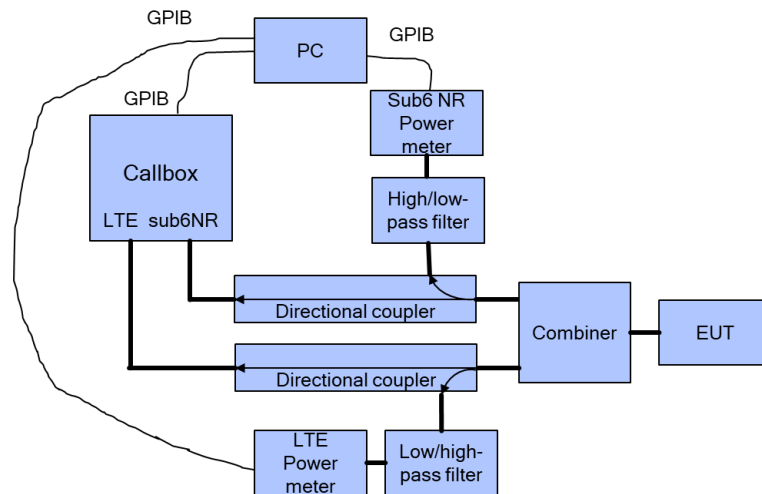 GPIB
PC
GPIB
GPIB
Sub6 NR
Power
meter
Callbox
LTE sub6NR
High/low-
pass filter
Directional coupler
Combiner
EUT
Directional coupler
LTE
Power
meter
Low/high-
pass filter